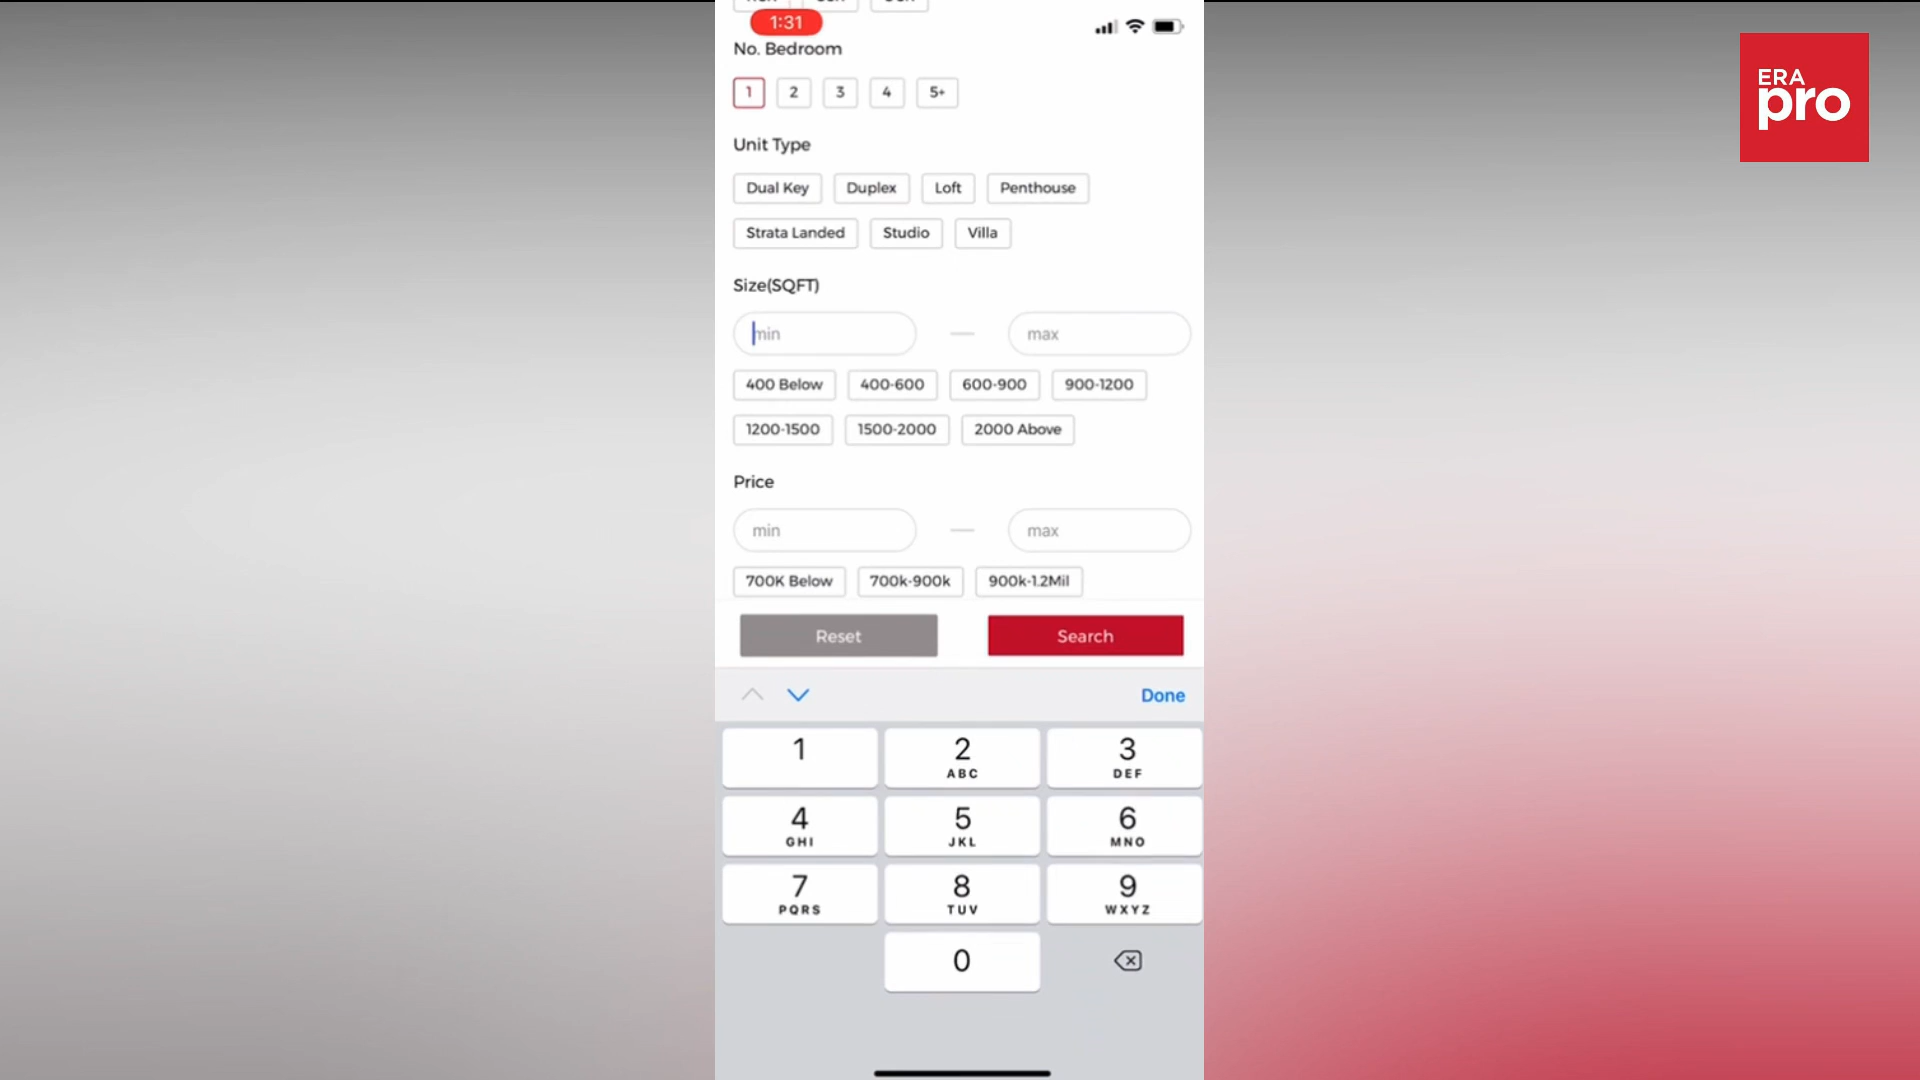 1:31
No. Bedroom
1 2 3 4 5+
Unit Type
Dual Key Duplex Loft Penthouse
Strata Landed Studio Villa
Size(SQFT)
min — max
400 Below 400-600 600-900 900-1200
1200-1500 1500-2000 2000 Above
Price
min — max
700K Below 700k-900k 900k-1.2Mil
Reset Search
Done
1 2 3
ABC DEF
4 5 6
GHI JKL MNO
7 8 9
PQRS TUV WXYZ
0
ERA
pro